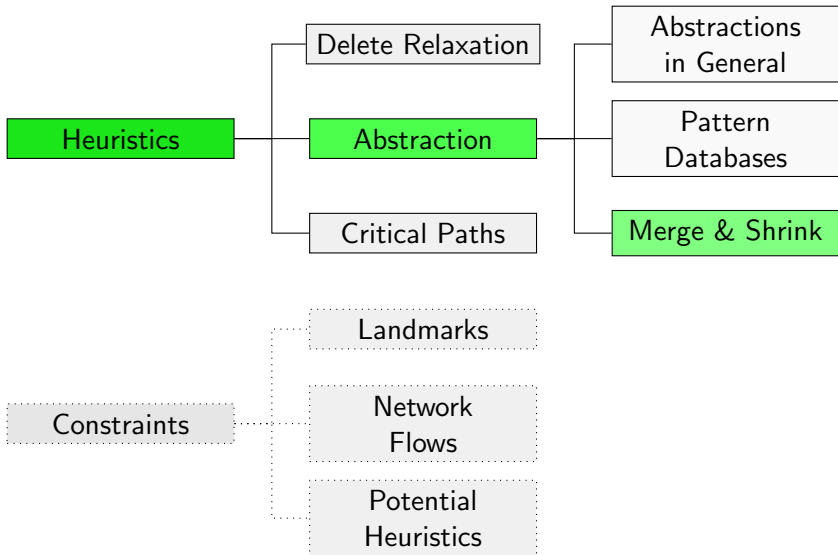 Heuristics
Delete Relaxation
Abstraction
Critical Paths
Abstractions
in General
Pattern
Databases
Merge & Shrink
Constraints
Landmarks
Network
Flows
Potential
Heuristics